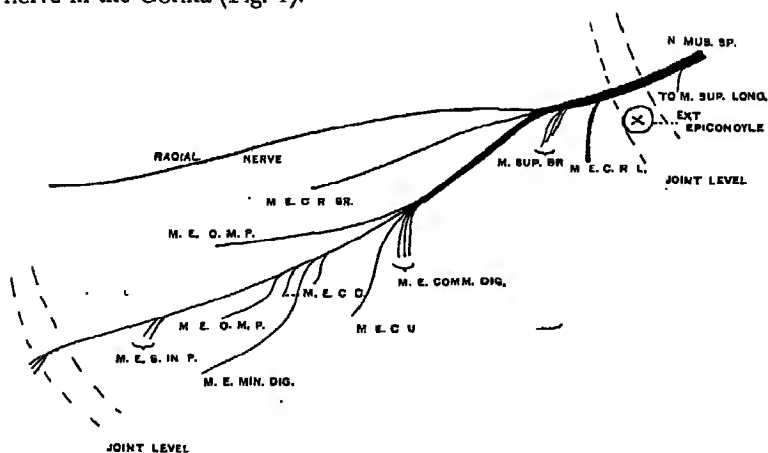 nerve in the Gorilla (Fig. 1).
N MUS. SP.
TO M. SUP. LONG.
EXT
EPICONOYLE
RADIAL NERVE
M. SUP. BR
M E. C. R L.
JOINT LEVEL
M E. C R BR.
M. E. O. M. P.
M. E. COMM. DIG.
M. E C D.
M E. C U
M E O. M. P.
M. E. S. IN P.
M. E. MIN. DIG.
JOINT LEVEL